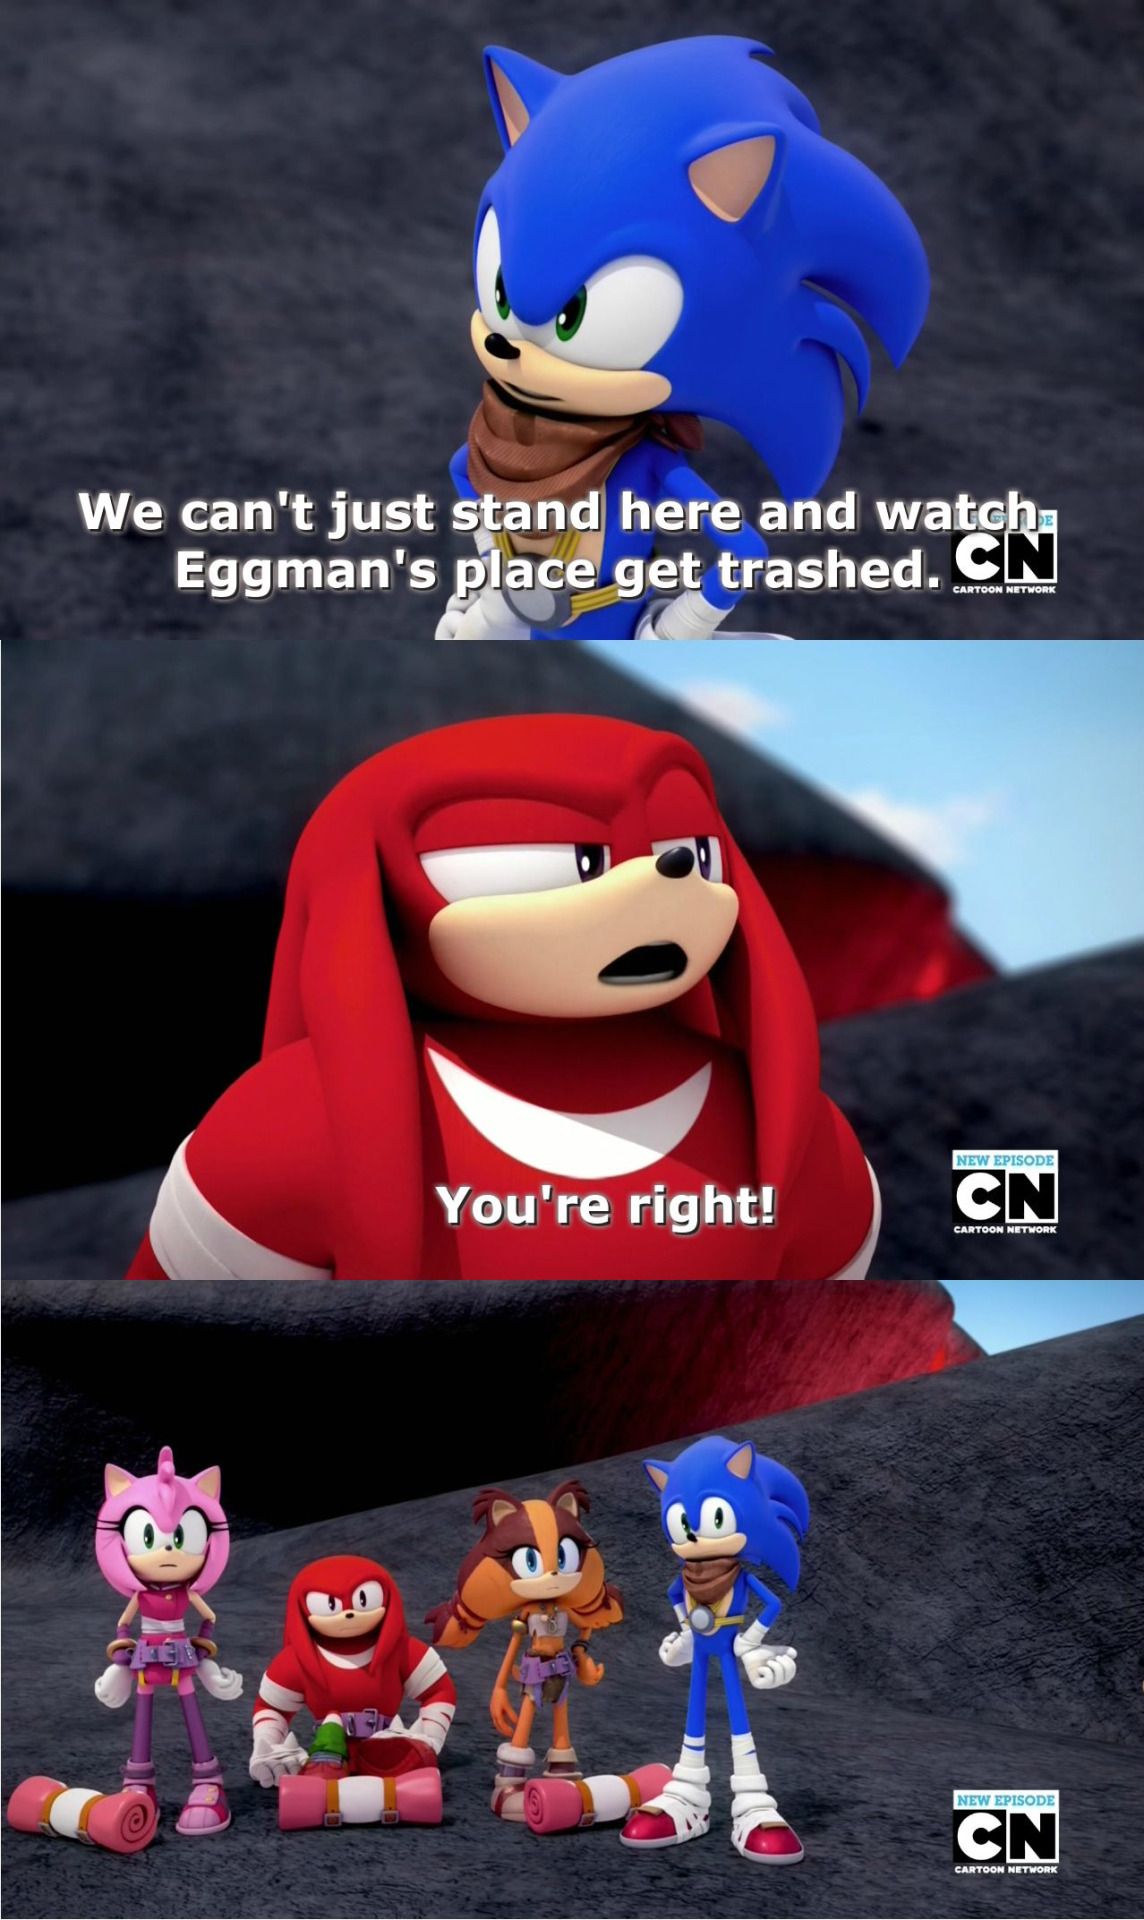 We can't just stand here and watch
Eggman's place get trashed.
CN
CARTOON NETWORK
You're right!
NEW EPISODE
CN
CARTOON NETWORK
NEW EPISODE
CN
CARTOON NETWORK